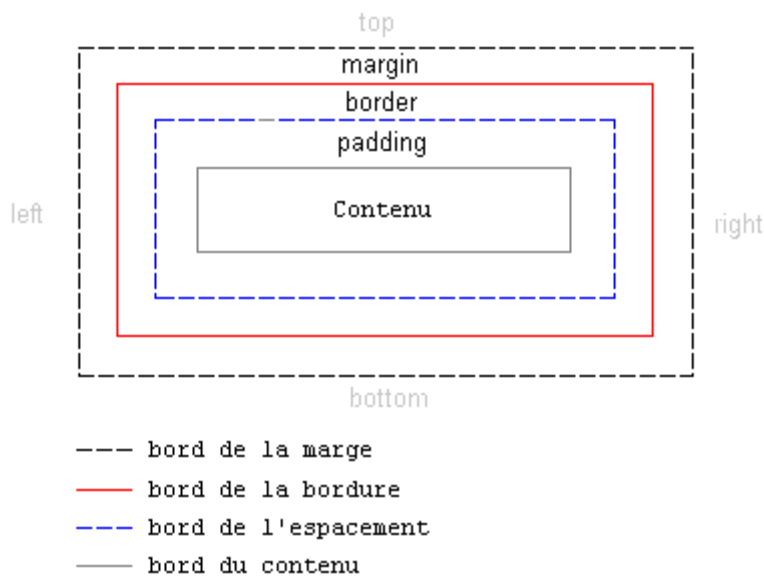 top
margin
border
padding
Contenu
left
right
bottom
bord de la marge
bord de la bordure
bord de l'espacement
bord du contenu